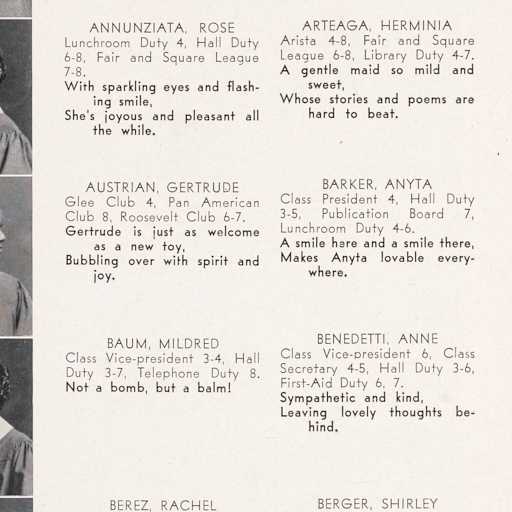 ANNUNZIATA, ROSE
Lunchroom Duty 4, Hall Duty
6-8, Fair and Square League
7-8.
With sparkling eyes and flash-
ing smile,
She's joyous and pleasant all
the while.
ARTEAGA, HERMINIA
Arista 4-8, Fair and Square
League 6-8, Library Duty 4-7.
A gentle maid so mild and
sweet,
Whose stories and poems are
hard to beat.
AUSTRIAN, GERTRUDE
Glee Club 4, Pan American
Club 8, Roosevelt Club 6-7.
Gertrude is just as welcome
as a new toy,
Bubbling over with spirit and
joy.
BARKER, ANYTA
Class President 4, Hall Duty
3-5, Publication Board 7,
Lunchroom Duty 4-6.
A smile here and a smile there,
Makes Anyta lovable every-
where.
BAUM, MILDRED
Class Vice-president 3-4, Hall
Duty 3-7, Telephone Duty 8.
Not a bomb, but a balm!
BENEDETTI, ANNE
Class Vice-president 6, Class
Secretary 4-5, Hall Duty 3-6,
First-Aid Duty 6, 7.
Sympathetic and kind,
Leaving lovely thoughts be-
hind.
BEREZ, RACHEL
BERGER, SHIRLEY